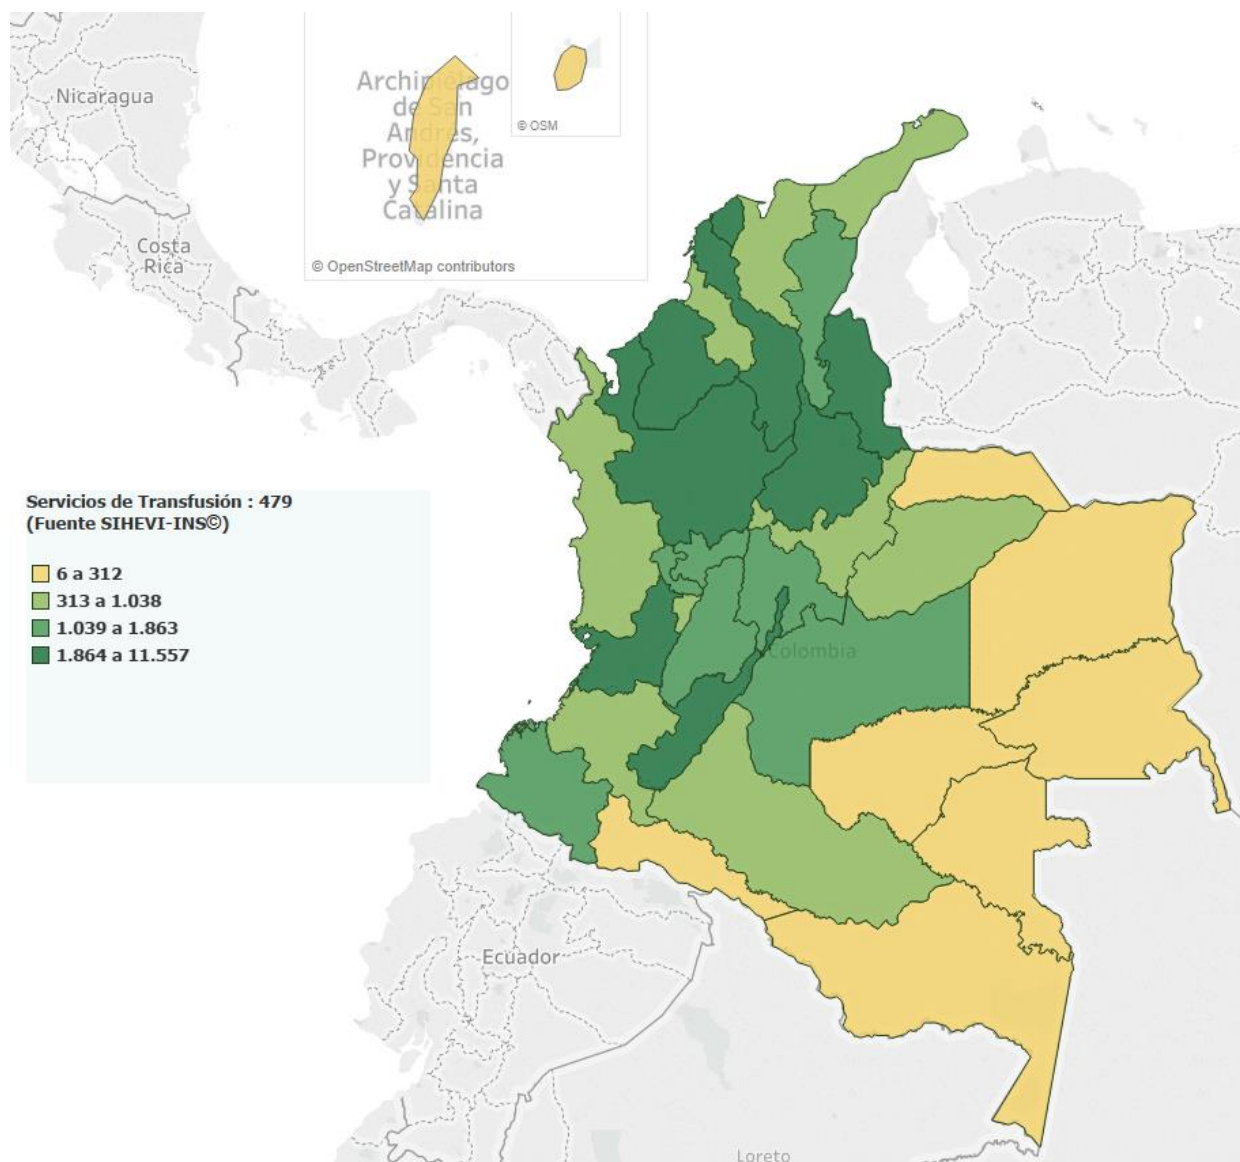 Nicaragua
Costa
Rica
Archipiélago
de San
Andrés,
Providencia
y Santa
Catalina
© OpenStreetMap contributors
© OSM
Servicios de Transfusión : 479
(Fuente SIHEVI-INS©)
6 a 312
313 a 1.038
1.039 a 1.863
1.864 a 11.557
Colombia
Ecuador
Loreto